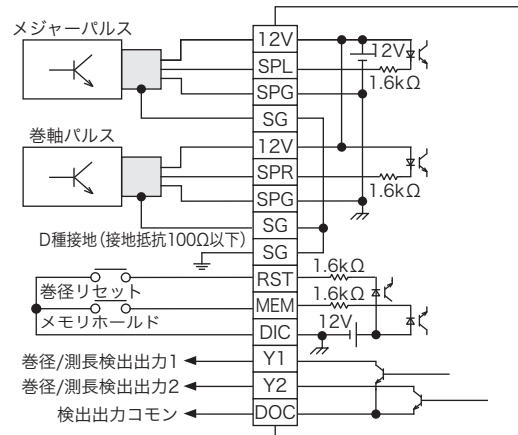 メジャーパルス
12V
SPL
SPG
SG
12V
1.6kΩ
巻軸パルス
12V
SPR
SPG
SG
SG
1.6kΩ
D種接地(接地抵抗100Ω以下)
巻径リセット
メモリホールド
RST
MEM
DIC
1.6kΩ
1.6kΩ
12V
巻径/測長検出出力1
巻径/測長検出出力2
検出出力コモン
Y1
Y2
DOC